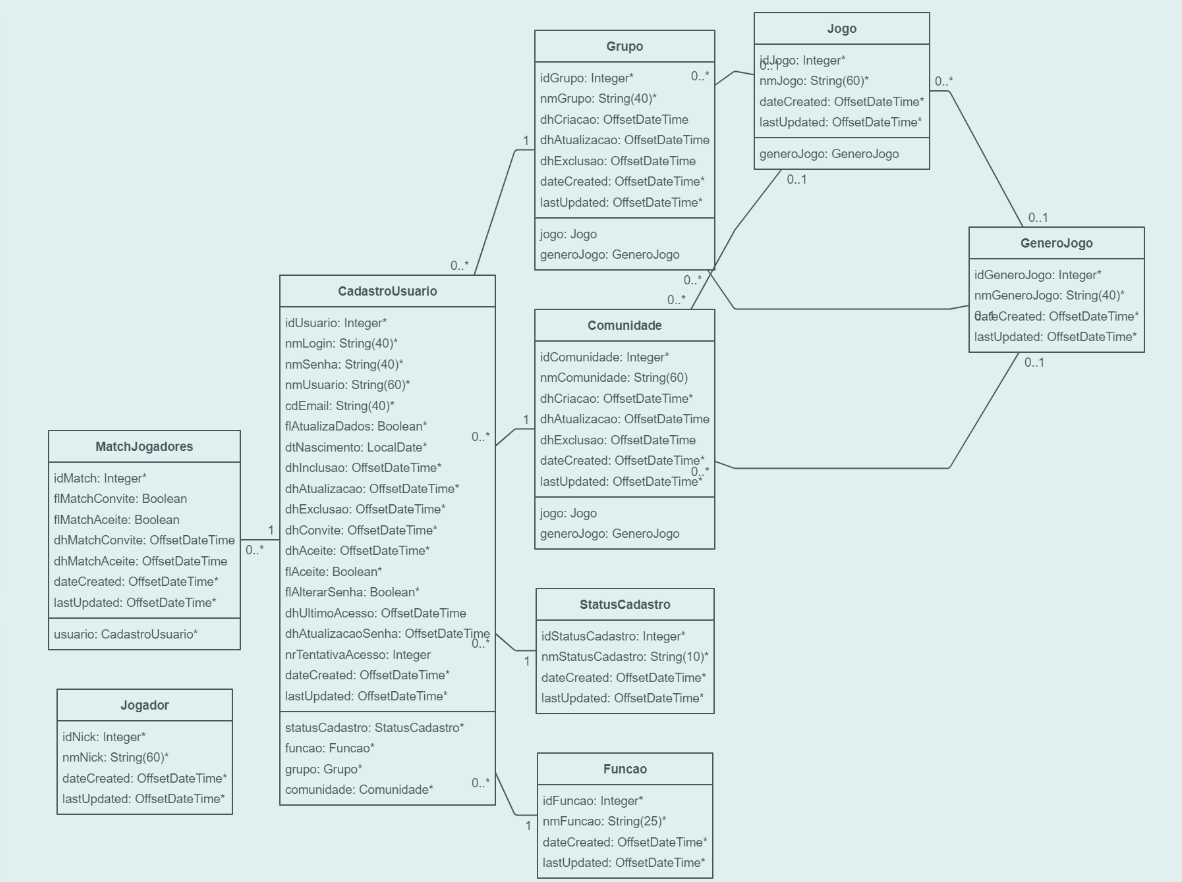 Grupo
idGrupo: Integer*
nmGrupo: String(40)*
dhCriacao: OffsetDateTime
dhAtualizacao: OffsetDateTime
dhExclusao: OffsetDateTime
dateCreated: OffsetDateTime*
lastUpdated: OffsetDateTime*
jogo: Jogo
generoJogo: GeneroJogo
0..*
1
0..*
0..*
Jogo
idJogo: Integer*
0..1
nmJogo: String(60)*
dateCreated: OffsetDateTime*
lastUpdated: OffsetDateTime*
generoJogo: GeneroJogo
0..*
0..1
0..1
GeneroJogo
idGeneroJogo: Integer*
nmGeneroJogo: String(40)*
dateCreated: OffsetDateTime*
0..1
lastUpdated: OffsetDateTime*
0..1
0..*
Comunidade
idComunidade: Integer*
nmComunidade: String(60)
dhCriacao: OffsetDateTime*
dhAtualizacao: OffsetDateTime
dhExclusao: OffsetDateTime
dateCreated: OffsetDateTime*
0..*
lastUpdated: OffsetDateTime*
jogo: Jogo
generoJogo: GeneroJogo
1
CadastroUsuario
idUsuario: Integer*
nmLogin: String(40)*
nmSenha: String(40)*
nmUsuario: String(60)*
cdEmail: String(40)*
flAtualizaDados: Boolean*
0..*
dtNascimento: LocalDate*
dhInclusao: OffsetDateTime*
dhAtualizacao: OffsetDateTime*
dhExclusao: OffsetDateTime*
dhConvite: OffsetDateTime*
dhAceite: OffsetDateTime*
flAceite: Boolean*
flAlterarSenha: Boolean*
dhUltimoAcesso: OffsetDateTime
dhAtualizacaoSenha: OffsetDateTime
0..*
nrTentativaAcesso: Integer
dateCreated: OffsetDateTime*
lastUpdated: OffsetDateTime*
statusCadastro: StatusCadastro*
funcao: Funcao*
grupo: Grupo*
0..*
comunidade: Comunidade*
MatchJogadores
idMatch: Integer*
flMatchConvite: Boolean
flMatchAceite: Boolean
dhMatchConvite: OffsetDateTime
dhMatchAceite: OffsetDateTime
dateCreated: OffsetDateTime*
lastUpdated: OffsetDateTime*
usuario: CadastroUsuario*
1
0..*
StatusCadastro
idStatusCadastro: Integer*
nmStatusCadastro: String(10)*
dateCreated: OffsetDateTime*
lastUpdated: OffsetDateTime*
1
Jogador
idNick: Integer*
nmNick: String(60)*
dateCreated: OffsetDateTime*
lastUpdated: OffsetDateTime*
Funcao
idFuncao: Integer*
nmFuncao: String(25)*
dateCreated: OffsetDateTime*
lastUpdated: OffsetDateTime*
1